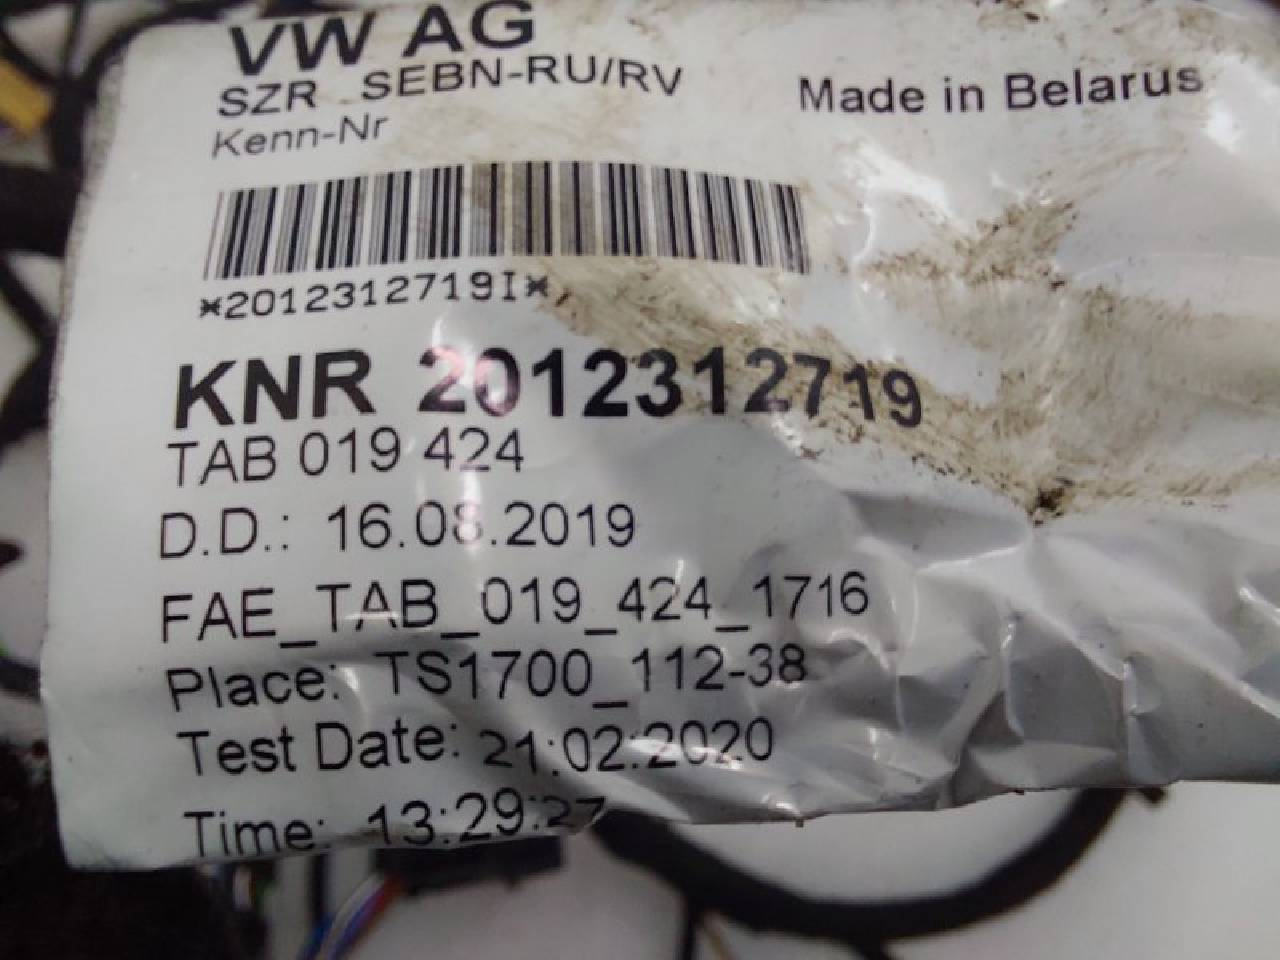 VW AG
SZR SEBN-RU/RV
Made in Belarus
Kenn-Nr
*2012312719I*
KNR 2012312719
TAB 019 424
D.D.: 16.08.2019
FAE_TAB_019_424_1716
Place: TS1700_112-38
Test Date: 21:02:2020
Time: 13:29:27